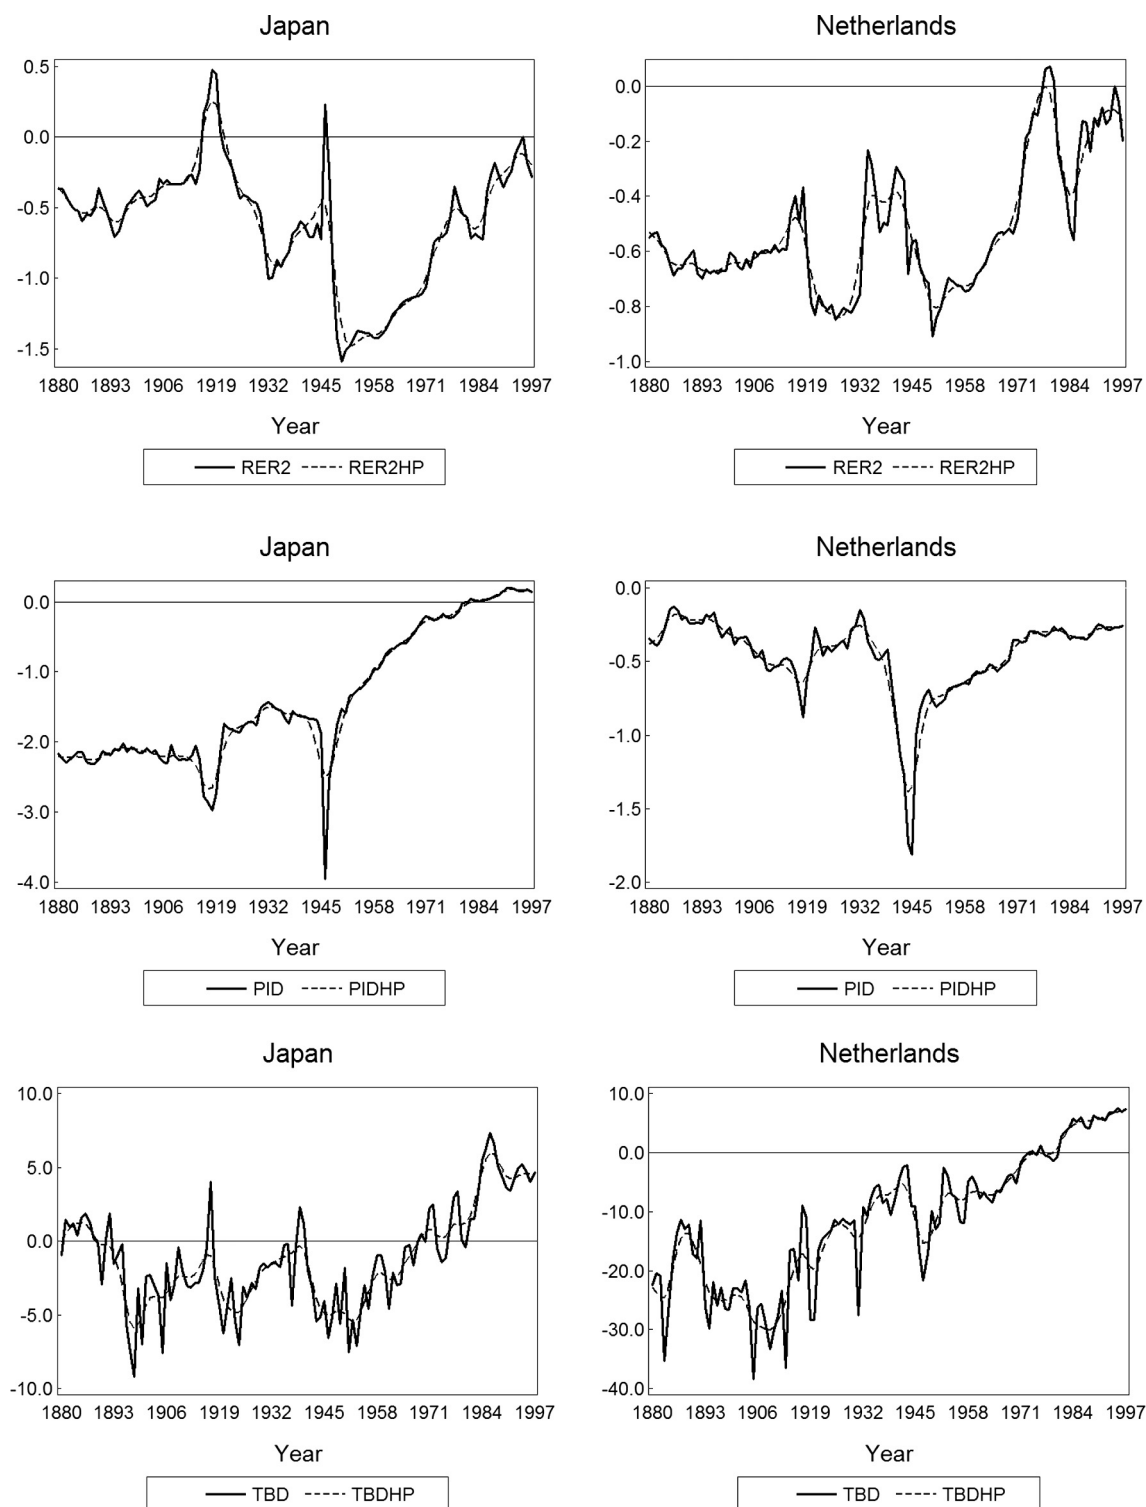 Japan
0.5
0.0
-0.5
-1.0
-1.5
1880 1893 1906 1919 1932 1945 1958 1971 1984 1997
Year
RER2 RER2HP
Netherlands
0.0
-0.2
-0.4
-0.6
-0.8
-1.0
1880 1893 1906 1919 1932 1945 1958 1971 1984 1997
Year
RER2 RER2HP
Japan
0.0
-1.0
-2.0
-3.0
-4.0
1880 1893 1906 1919 1932 1945 1958 1971 1984 1997
Year
PID PIDHP
Netherlands
0.0
-0.5
-1.0
-1.5
-2.0
1880 1893 1906 1919 1932 1945 1958 1971 1984 1997
Year
PID PIDHP
Japan
10.0
5.0
0.0
-5.0
-10.0
1880 1893 1906 1919 1932 1945 1958 1971 1984 1997
Year
TBD TBDHP
Netherlands
10.0
0.0
-10.0
-20.0
-30.0
-40.0
1880 1893 1906 1919 1932 1945 1958 1971 1984 1997
Year
TBD TBDHP